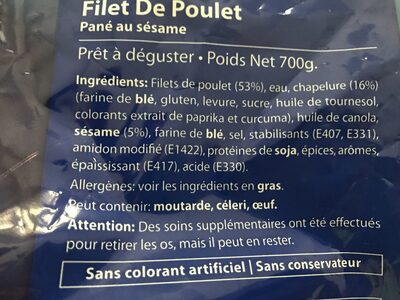 Filet De Poulet
Pané au sésame
Prêt à déguster • Poids Net 700g.
Ingrédients: Filets de poulet (53%), eau, chapelure (16%)
(farine de blé, gluten, levure, sucre, huile de tournesol,
colorants extrait de paprika et curcuma), huile de canola,
sésame (5%), farine de blé, sel, stabilisants (E407, E331),
amidon modifié (E1422), protéines de soja, épices, arômes,
épaississant (E417), acide (E330).
Allergènes: voir les ingrédients en gras.
Peut contenir: moutarde, céleri, œuf.
Attention: Des soins supplémentaires ont été effectués
pour retirer les os, mais il peut en rester.
Sans colorant artificiel | Sans conservateur